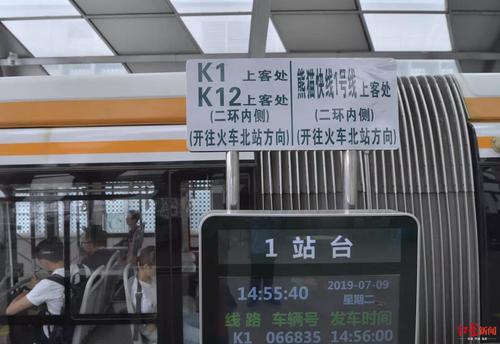 K1 上客处
K12 上客处
(二环内侧)
(开往火车北站方向)
熊猫快线1号线 上客处
(二环内侧)
(开往火车北站方向)
1 站台
14:55:40
2019-07-09
星期二
线路 车辆号 发车时间
K1 066835 14:56:00
红星新闻